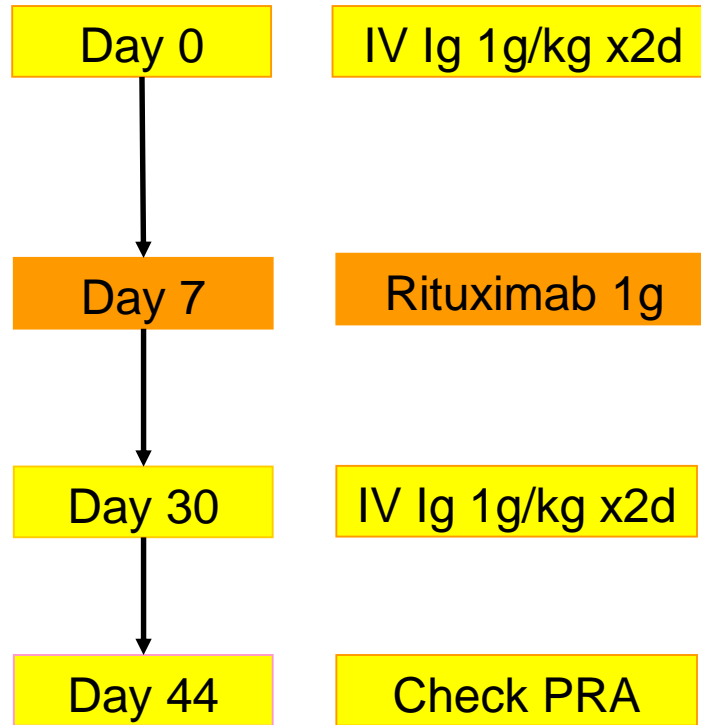 Day 0
IV Ig 1g/kg x2d
Day 7
Rituximab 1g
Day 30
IV Ig 1g/kg x2d
Day 44
Check PRA